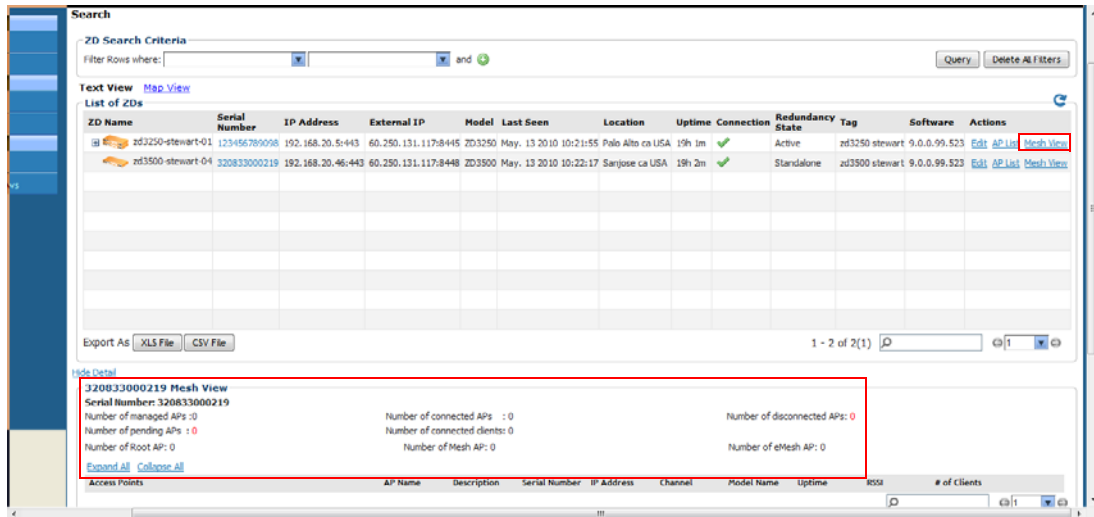 Search
ZD Search Criteria
Filter Rows where: and
Query Delete All Filters
Text View Map View
List of ZDs
ZD Name Serial Number IP Address External IP Model Last Seen Location Uptime Connection Redundancy State Tag Software Actions
zd3250-stewart-01 123456789098 192.168.20.5:443 60.250.131.117:8445 ZD3250 May. 13 2010 10:21:55 Palo Alto ca USA 19h 1m Active zd3250 stewart 9.0.0.99.523 Edit AP List Mesh View
zd3500-stewart-04 320833000219 192.168.20.46:443 60.250.131.117:8448 ZD3500 May. 13 2010 10:22:17 Sanjose ca USA 19h 2m Standalone zd3500 stewart 9.0.0.99.523 Edit AP List Mesh View
vs
Export As XLS File CSV File 1 - 2 of 2(1) 1
Hide Detail
320833000219 Mesh View
Serial Number: 320833000219
Number of managed APs :0 Number of connected APs : 0 Number of disconnected APs: 0
Number of pending APs : 0 Number of connected clients: 0
Number of Root AP: 0 Number of Mesh AP: 0 Number of eMesh AP: 0
Expand All Collapse All
Access Points AP Name Description Serial Number IP Address Channel Model Name Uptime RSSI # of Clients
1